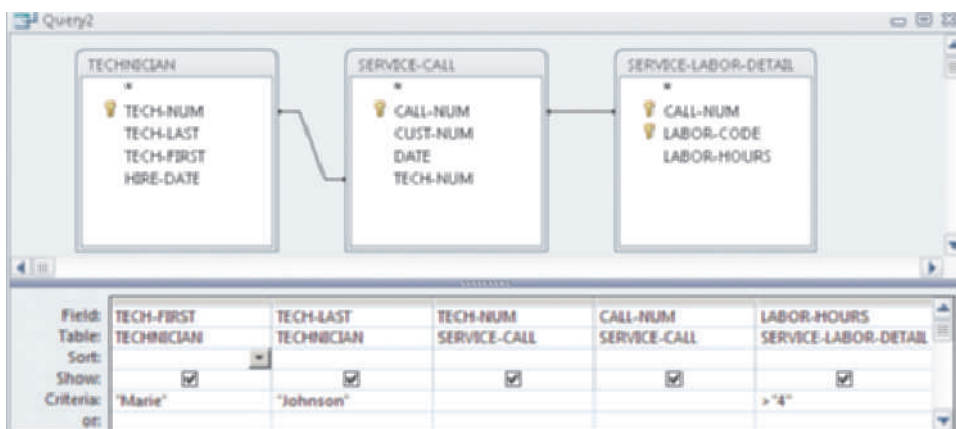 Query2
TECHNICIAN SERVICE-CALL SERVICE-LABOR-DETAIL
* * *
TECH-NUM CALL-NUM CALL-NUM
TECH-LAST CUST-NUM LABOR-CODE
TECH-FIRST DATE LABOR-HOURS
HIRE-DATE TECH-NUM
Field: TECH-FIRST TECH-LAST TECH-NUM CALL-NUM LABOR-HOURS
Table: TECHNICIAN TECHNICIAN SERVICE-CALL SERVICE-CALL SERVICE-LABOR-DETAIL
Sort:
Show:
Criteria: "Marie" "Johnson" >"4"
or: